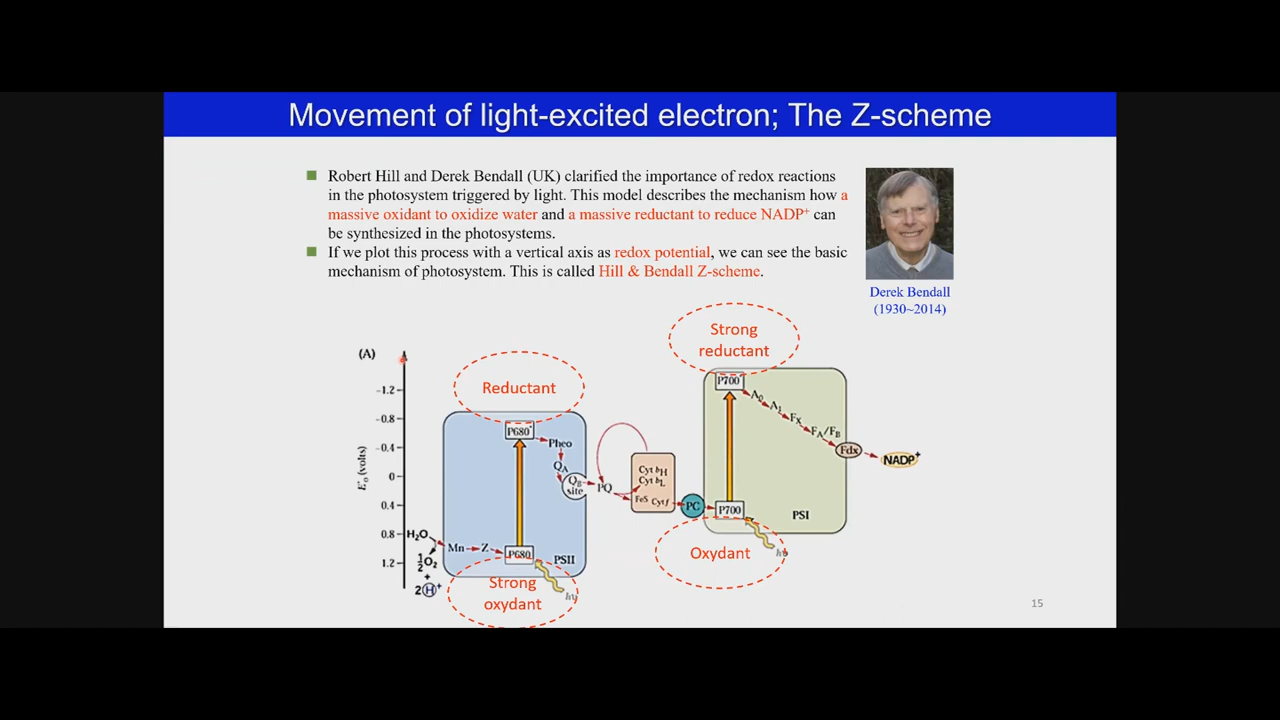 Movement of light-excited electron; The Z-scheme
Robert Hill and Derek Bendall (UK) clarified the importance of redox reactions
in the photosystem triggered by light. This model describes the mechanism how a
massive oxidant to oxidize water and a massive reductant to reduce NADP⁺ can
be synthesized in the photosystems.
If we plot this process with a vertical axis as redox potential, we can see the basic
mechanism of photosystem. This is called Hill & Bendall Z-scheme.
Derek Bendall
(1930~2014)
(A)
E°′ (volts)
-1.2
-0.8
-0.4
0
0.4
0.8
1.2
Reductant
P680*
Pheo
QA
QB
site
PQ
H₂O
½O₂
+
2H⁺
Mn
Z
P680
PSII
hν
Strong
oxydant
Cyt bH
Cyt bL
FeS Cyt f
PC
Strong
reductant
P700*
A₀
A₁
FX
FA/FB
Fdx
NADP⁺
P700
PSI
hν
Oxydant
15